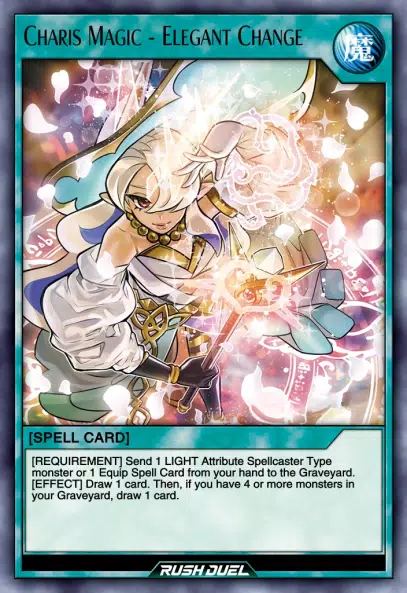 Charis Magic - Elegant Change
魔
[SPELL CARD]
[REQUIREMENT] Send 1 LIGHT Attribute Spellcaster Type
monster or 1 Equip Spell Card from your hand to the Graveyard.
[EFFECT] Draw 1 card. Then, if you have 4 or more monsters in
your Graveyard, draw 1 card.
RUSH DUEL